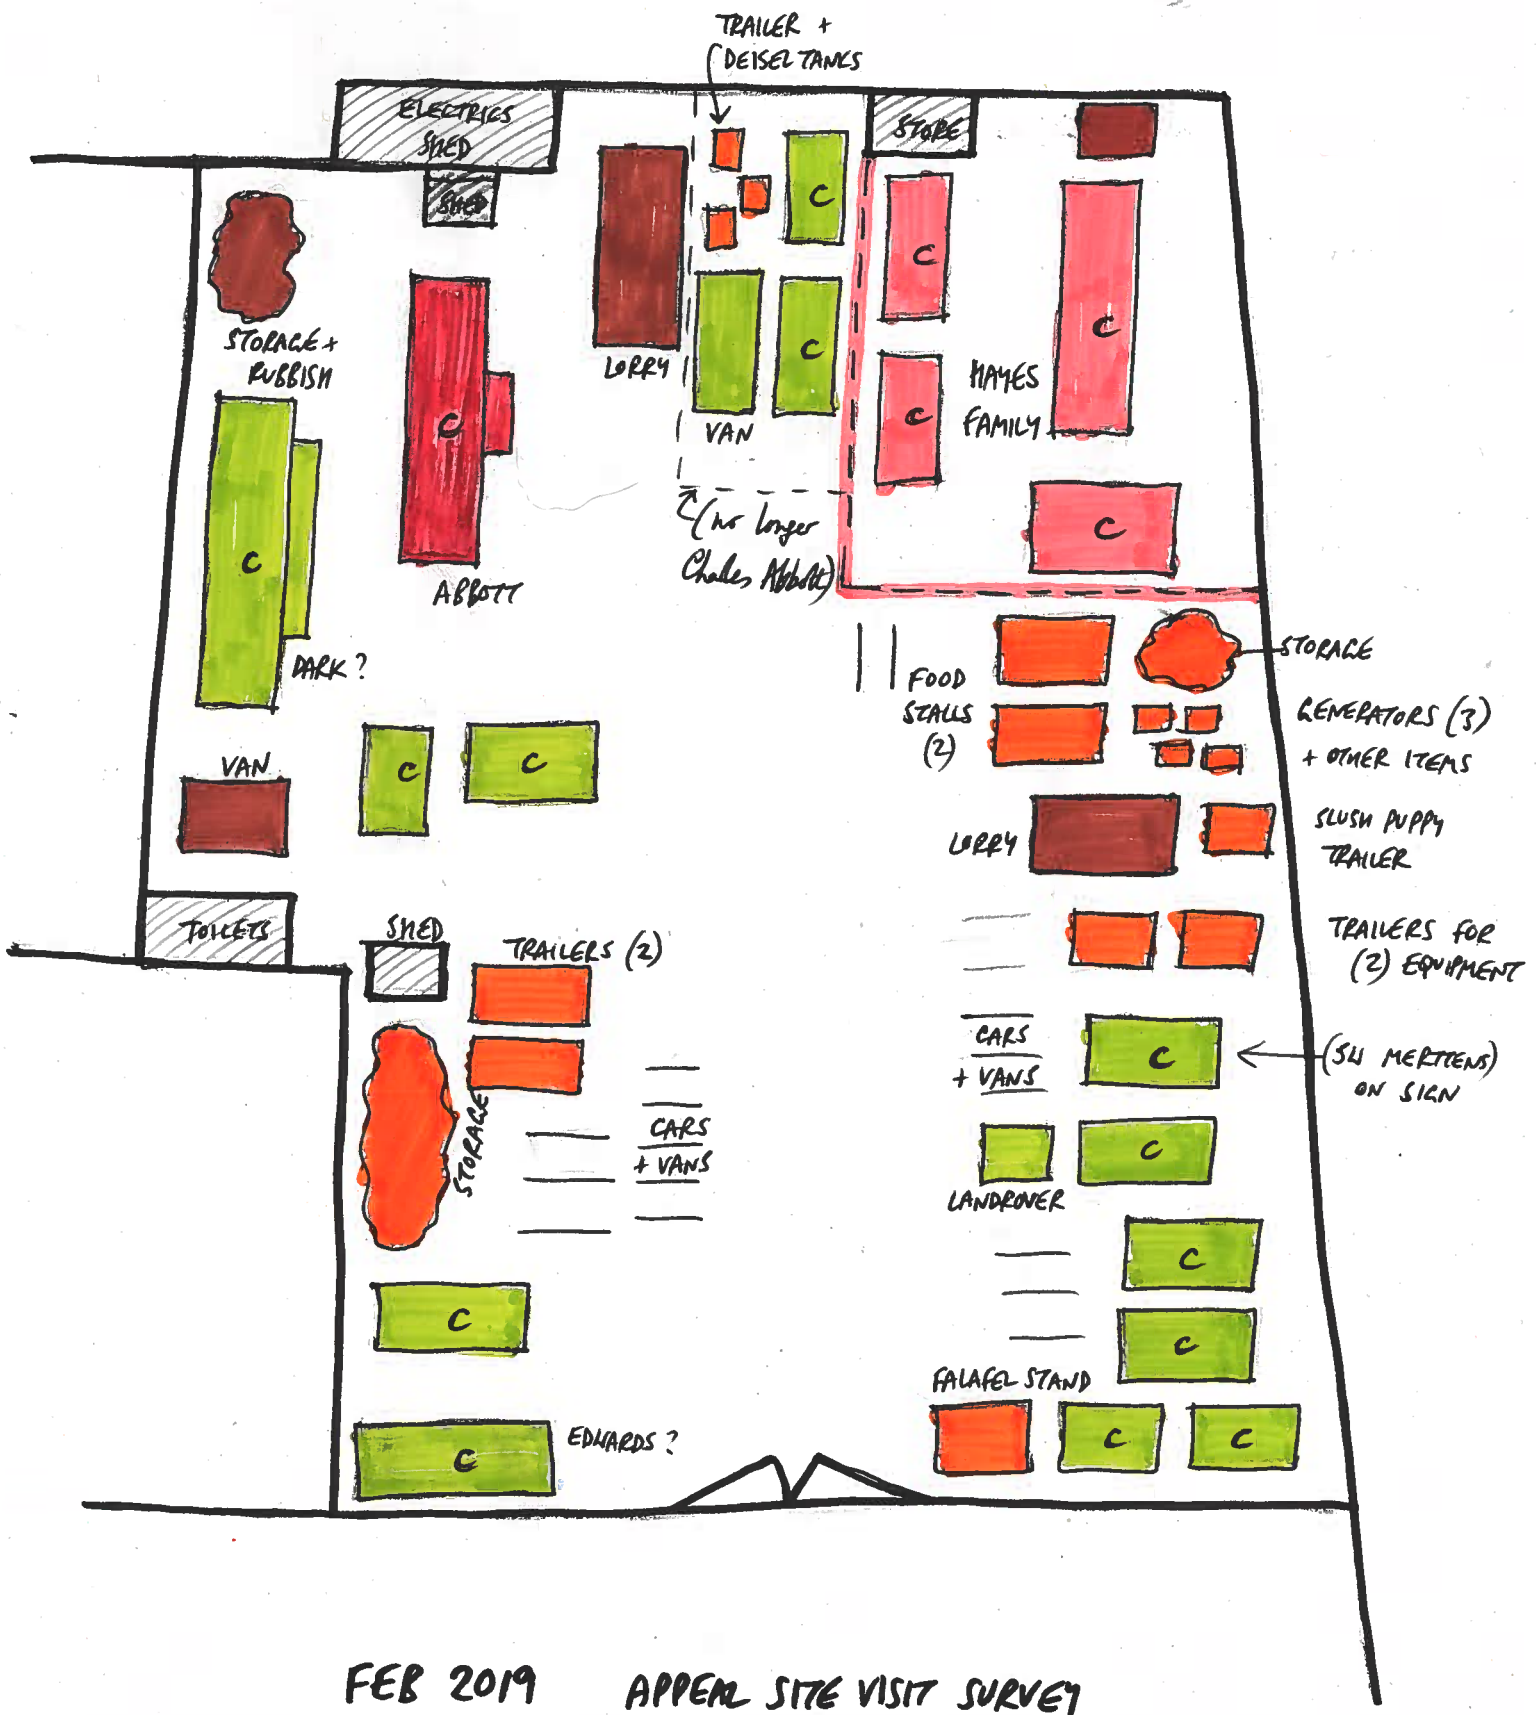 TRAILER +
DEISEL TANKS
ELECTRICS
SHED
SHED
STORE
C
C
C
STORAGE +
RUBBISH
LORRY
C
C
VAN
C
HAYES
FAMILY
C
C
(no longer
Charles Abbott)
C
ABBOTT
DARK ?
C
STORAGE
FOOD
STALLS
(2)
GENERATORS (3)
+ OTHER ITEMS
VAN
C
C
LORRY
SLUSH PUPPY
TRAILER
TOILETS
SHED
TRAILERS (2)
TRAILERS FOR
(2) EQUIPMENT
CARS
+ VANS
C
(SW MERTTENS)
ON SIGN
STORAGE
CARS
+ VANS
C
LANDROVER
C
C
C
FALAFEL STAND
C
EDWARDS ?
C
C
FEB 2019 APPEAL SITE VISIT SURVEY